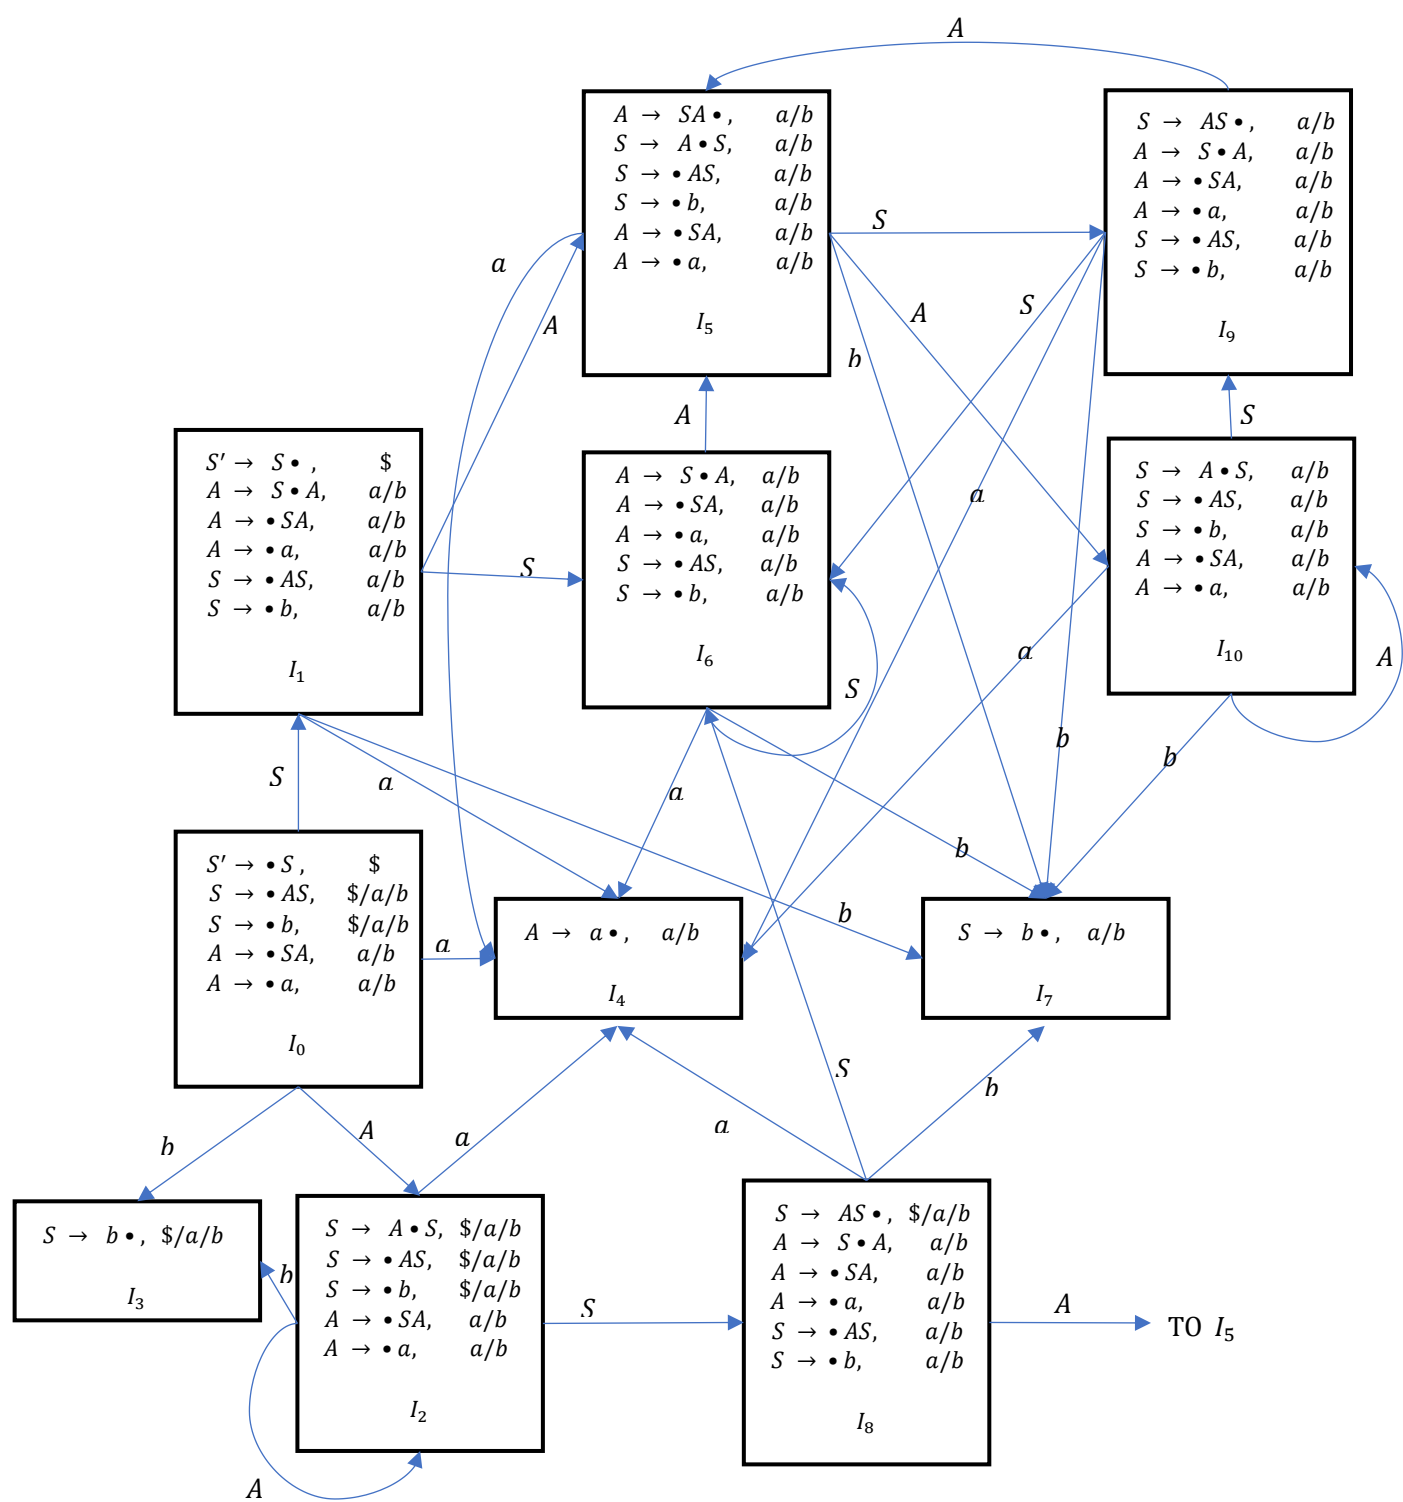 A
A → SA •, a/b
S → A • S, a/b
S → • AS, a/b
S → • b, a/b
A → • SA, a/b
A → • a, a/b
I₅
S → AS •, a/b
A → S • A, a/b
A → • SA, a/b
A → • a, a/b
S → • AS, a/b
S → • b, a/b
I₉
S
a
A
S
A
b
A
S
S′ → S • , $
A → S • A, a/b
A → • SA, a/b
A → • a, a/b
S → • AS, a/b
S → • b, a/b
I₁
S
A → S • A, a/b
A → • SA, a/b
A → • a, a/b
S → • AS, a/b
S → • b, a/b
I₆
S → A • S, a/b
S → • AS, a/b
S → • b, a/b
A → • SA, a/b
A → • a, a/b
I₁₀
a
a
A
S
b
b
S
a
a
b
b
S′ → • S , $
S → • AS, $/a/b
S → • b, $/a/b
A → • SA, a/b
A → • a, a/b
I₀
a
A → a • , a/b
I₄
S → b • , a/b
I₇
S
b
b
A
a
a
S → b • , $/a/b
I₃
b
S → A • S, $/a/b
S → • AS, $/a/b
S → • b, $/a/b
A → • SA, a/b
A → • a, a/b
I₂
S
S → AS • , $/a/b
A → S • A, a/b
A → • SA, a/b
A → • a, a/b
S → • AS, a/b
S → • b, a/b
I₈
A
TO I₅
A